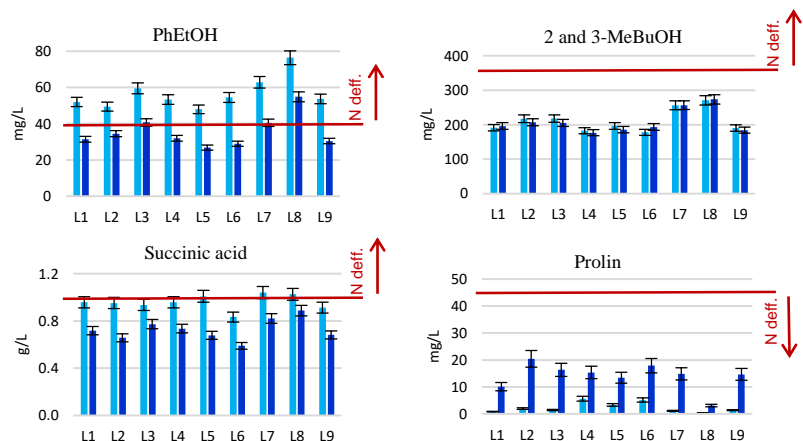 PhEtOH
mg/L
80
60
40
20
0
L1 L2 L3 L4 L5 L6 L7 L8 L9
N deff.
2 and 3-MeBuOH
mg/L
400
300
200
100
0
L1 L2 L3 L4 L5 L6 L7 L8 L9
N deff.
Succinic acid
g/L
1.2
0.8
0.4
0.0
L1 L2 L3 L4 L5 L6 L7 L8 L9
N deff.
Prolin
mg/L
50
40
30
20
10
0
L1 L2 L3 L4 L5 L6 L7 L8 L9
N deff.